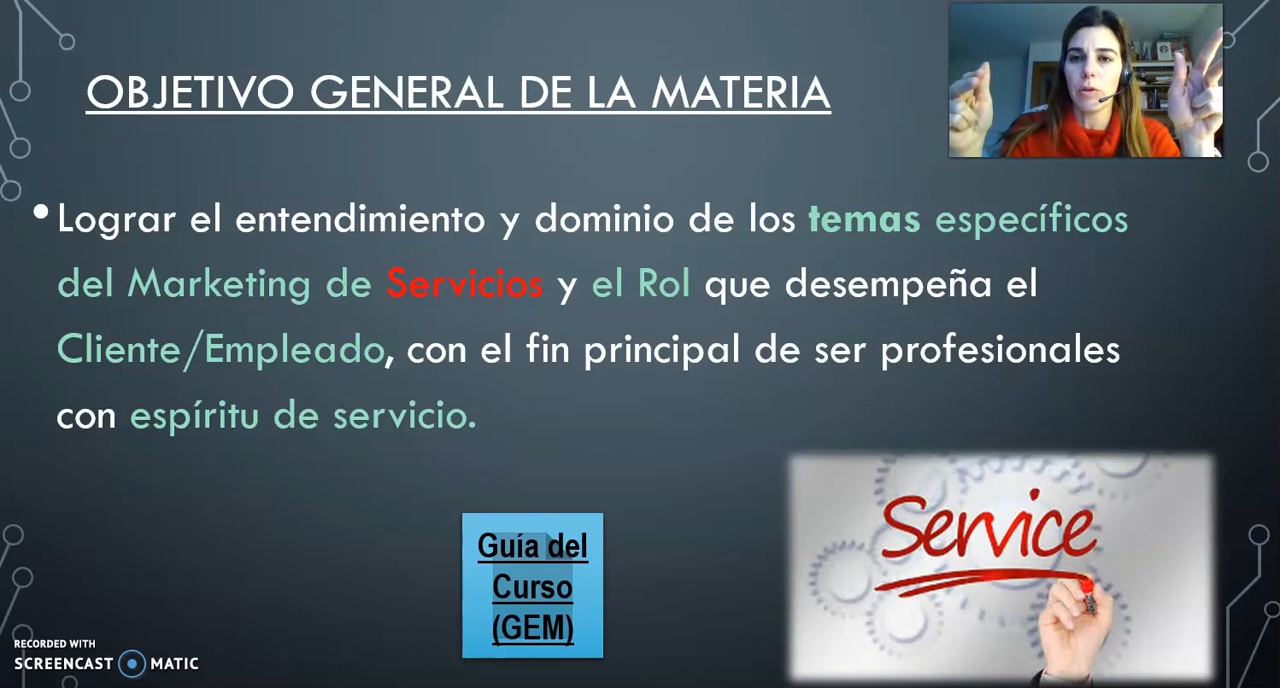 OBJETIVO GENERAL DE LA MATERIA
•Lograr el entendimiento y dominio de los temas específicos
del Marketing de Servicios y el Rol que desempeña el
Cliente/Empleado, con el fin principal de ser profesionales
con espíritu de servicio.
Guía del
Curso
(GEM)
Service
RECORDED WITH
SCREENCAST MATIC